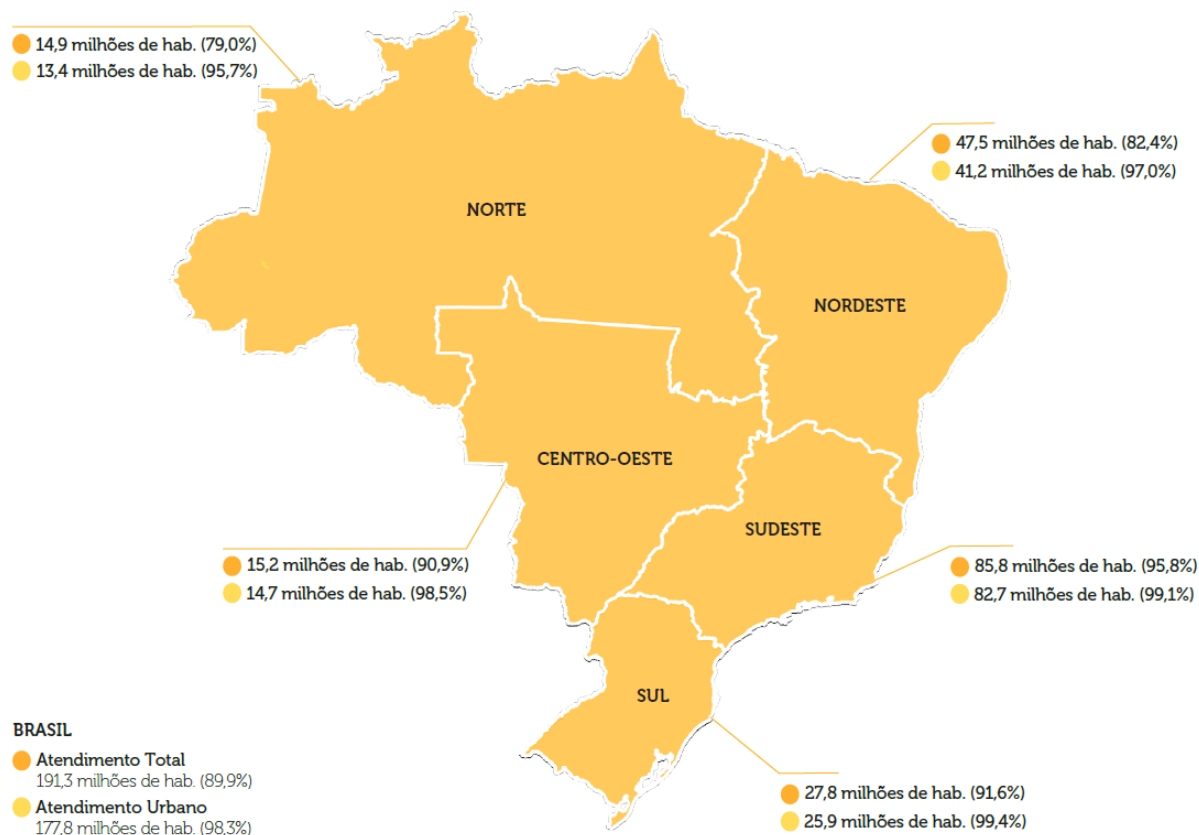 14,9 milhões de hab. (79,0%)
13,4 milhões de hab. (95,7%)
47,5 milhões de hab. (82,4%)
41,2 milhões de hab. (97,0%)
NORTE
NORDESTE
CENTRO-OESTE
SUDESTE
15,2 milhões de hab. (90,9%)
14,7 milhões de hab. (98,5%)
85,8 milhões de hab. (95,8%)
82,7 milhões de hab. (99,1%)
SUL
BRASIL
Atendimento Total
191,3 milhões de hab. (89,9%)
Atendimento Urbano
177,8 milhões de hab. (98,3%)
27,8 milhões de hab. (91,6%)
25,9 milhões de hab. (99,4%)